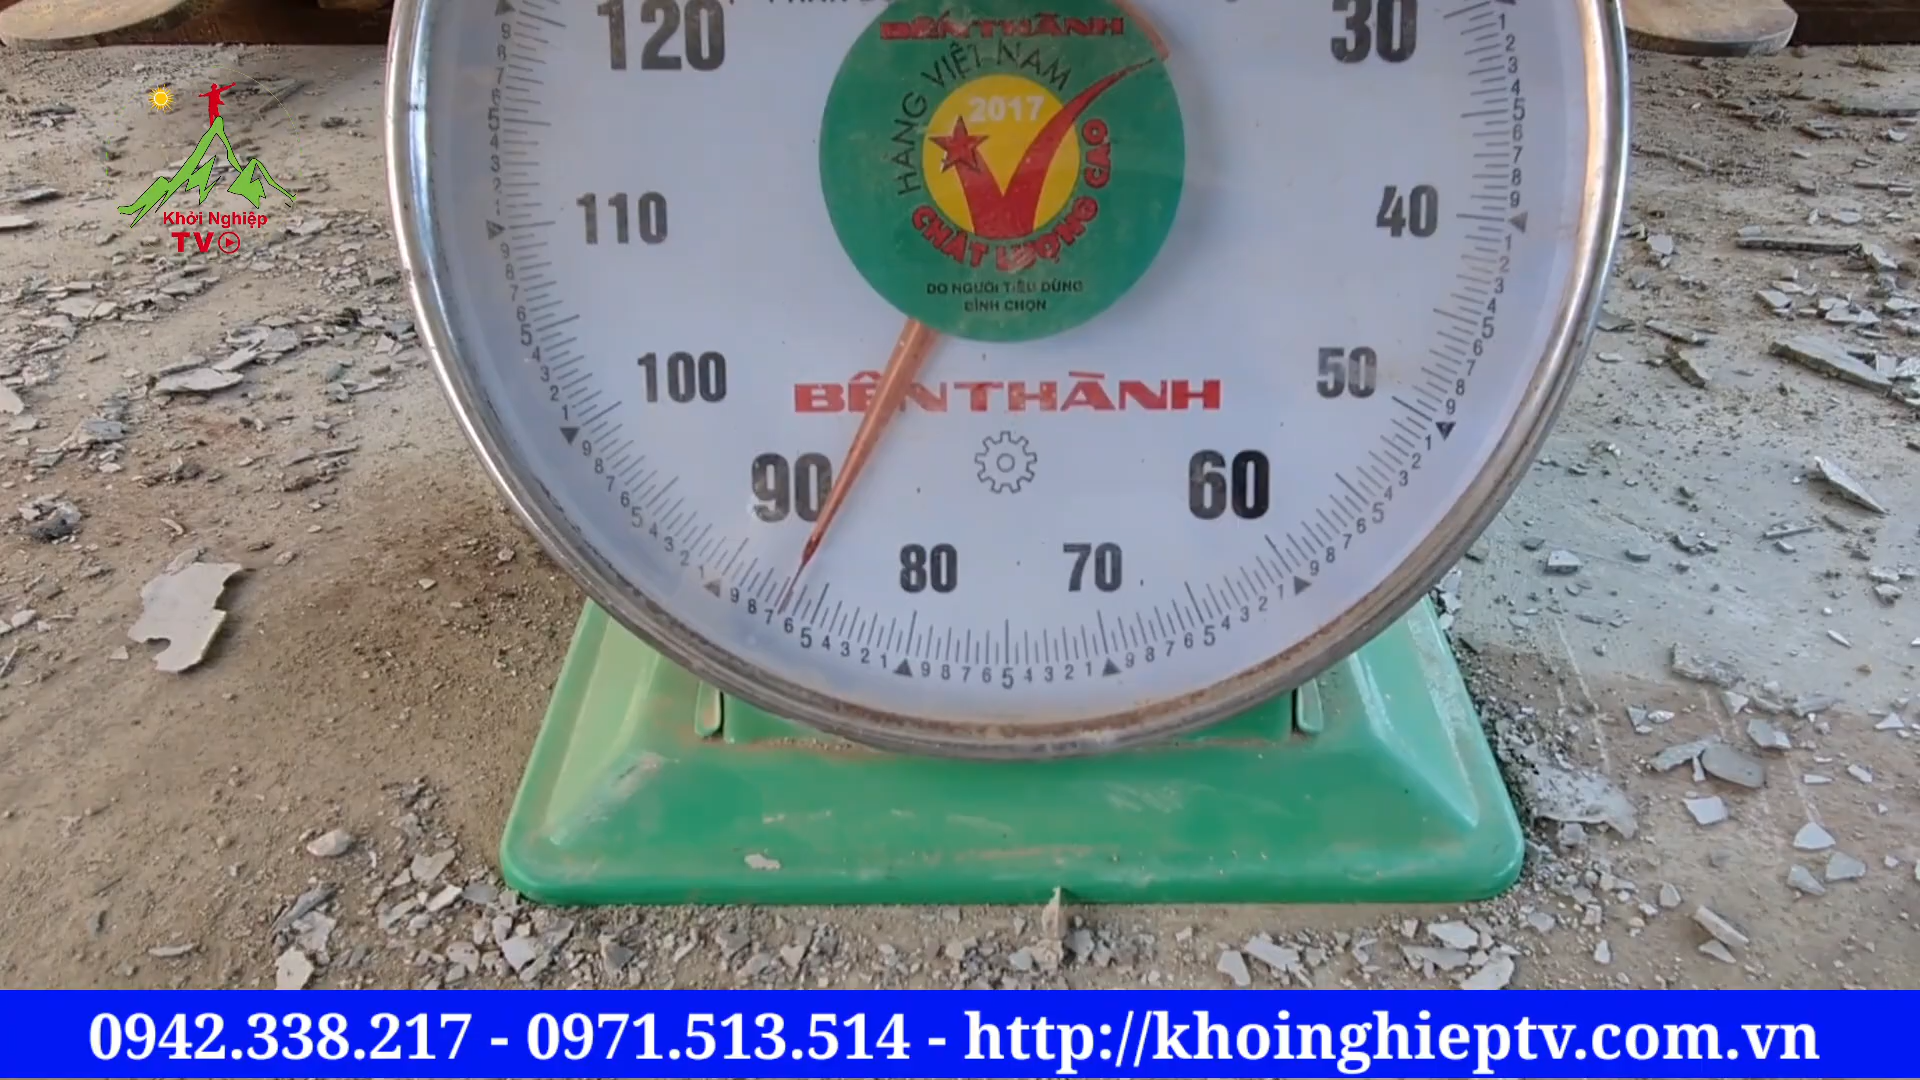 120
30
BẾN THÀNH
HÀNG VIỆT NAM
2017
CHẤT LƯỢNG CAO
DO NGƯỜI TIÊU DÙNG
BÌNH CHỌN
110
40
100
50
BẾN THÀNH
90
60
80
70
Khởi Nghiệp
TV
0942.338.217 - 0971.513.514 - http://khoinghieptv.com.vn